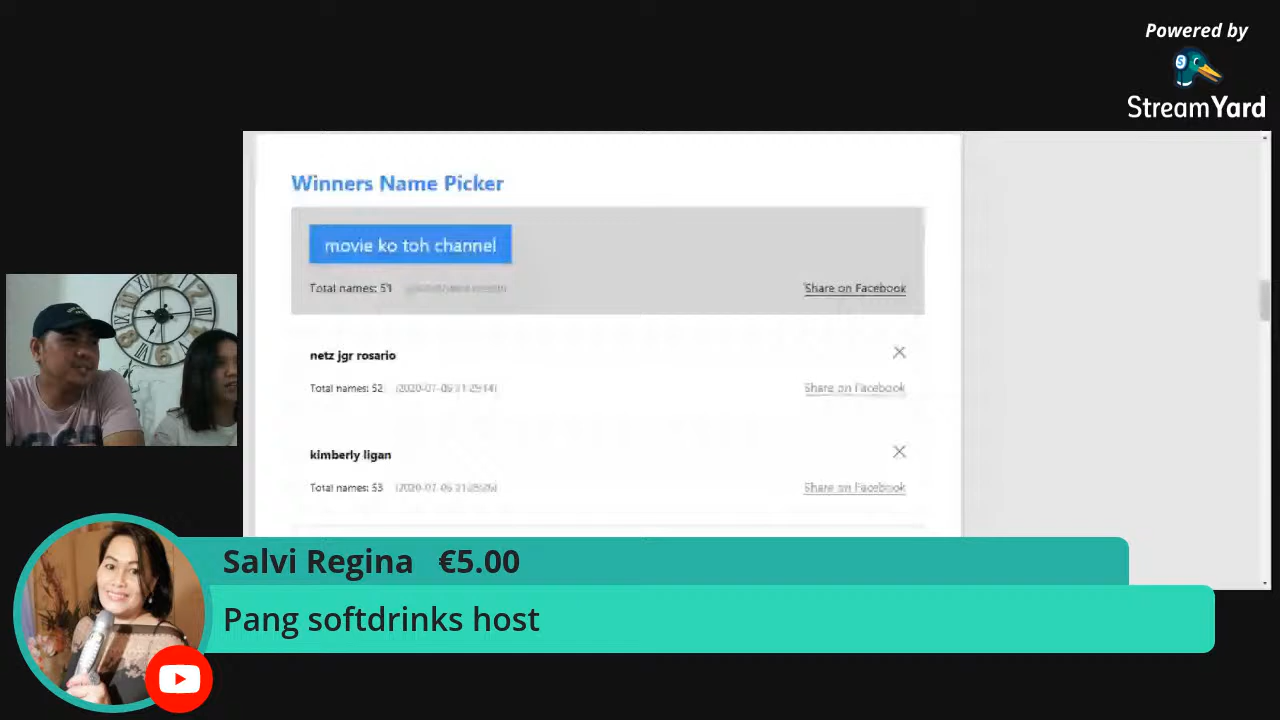 Powered by
StreamYard
Winners Name Picker
movie ko toh channel
Total names: 51
Share on Facebook
netz jgr rosario
Total names: 52
Share on Facebook
kimberly ligan
Total names: 53
Share on Facebook
Salvi Regina €5.00
Pang softdrinks host